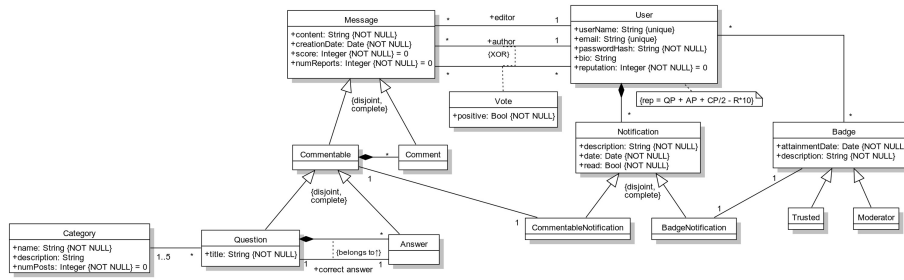 Message
+content: String {NOT NULL}
+creationDate: Date {NOT NULL}
+score: Integer {NOT NULL} = 0
+numReports: Integer {NOT NULL} = 0
* +editor 1
* +author 1
{XOR}
* *
User
+userName: String {unique}
+email: String {unique}
+passwordHash: String {NOT NULL}
+bio: String
+reputation: Integer {NOT NULL} = 0
*
{rep = QP + AP + CP/2 - R*10}
Vote
+positive: Bool {NOT NULL}
{disjoint,
complete}
*
*
Notification
+description: String {NOT NULL}
+date: Date {NOT NULL}
+read: Bool {NOT NULL}
Badge
+attainmentDate: Date {NOT NULL}
+description: String {NOT NULL}
Commentable
*
Comment
1
{disjoint,
complete}
{disjoint,
complete}
1
Trusted
Moderator
1
CommentableNotification
1
BadgeNotification
Category
+name: String {NOT NULL}
+description: String
+numPosts: Integer {NOT NULL} = 0
1..5 *
Question
+title: String {NOT NULL}
*
{belongs to↑}
1 1
+correct answer
Answer